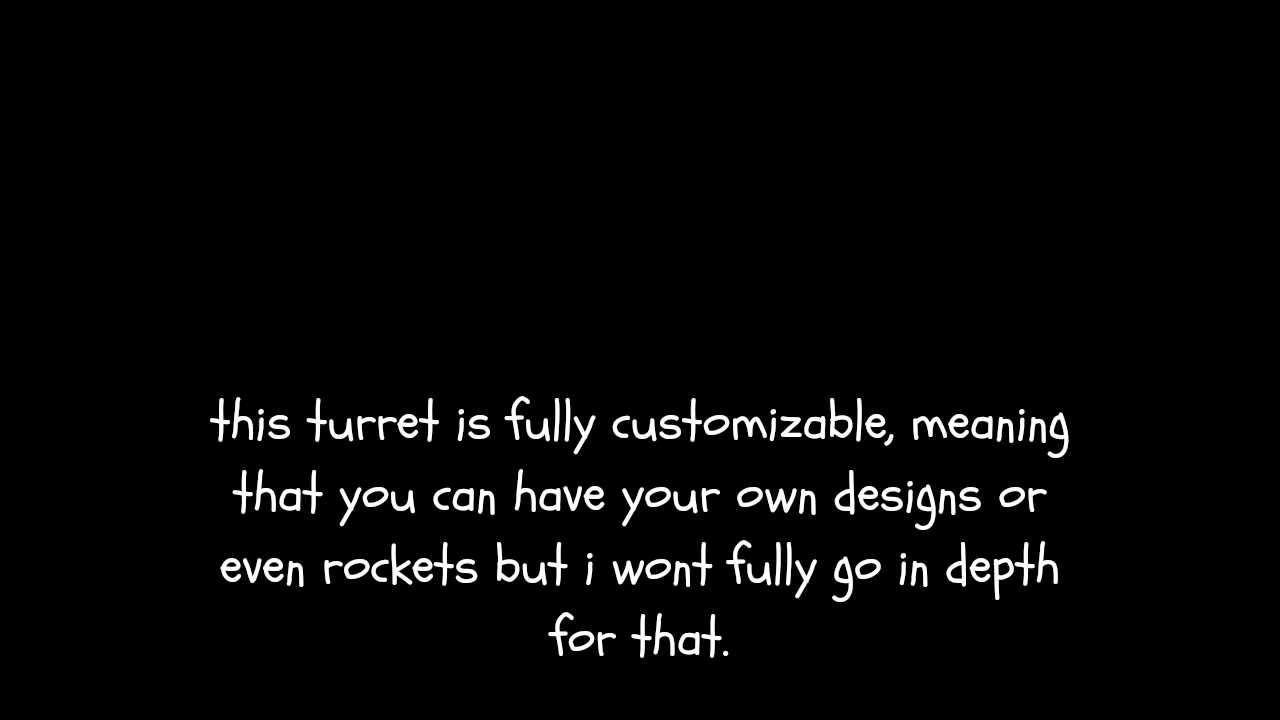 this turret is fully customizable, meaning
that you can have your own designs or
even rockets but i wont fully go in depth
for that.